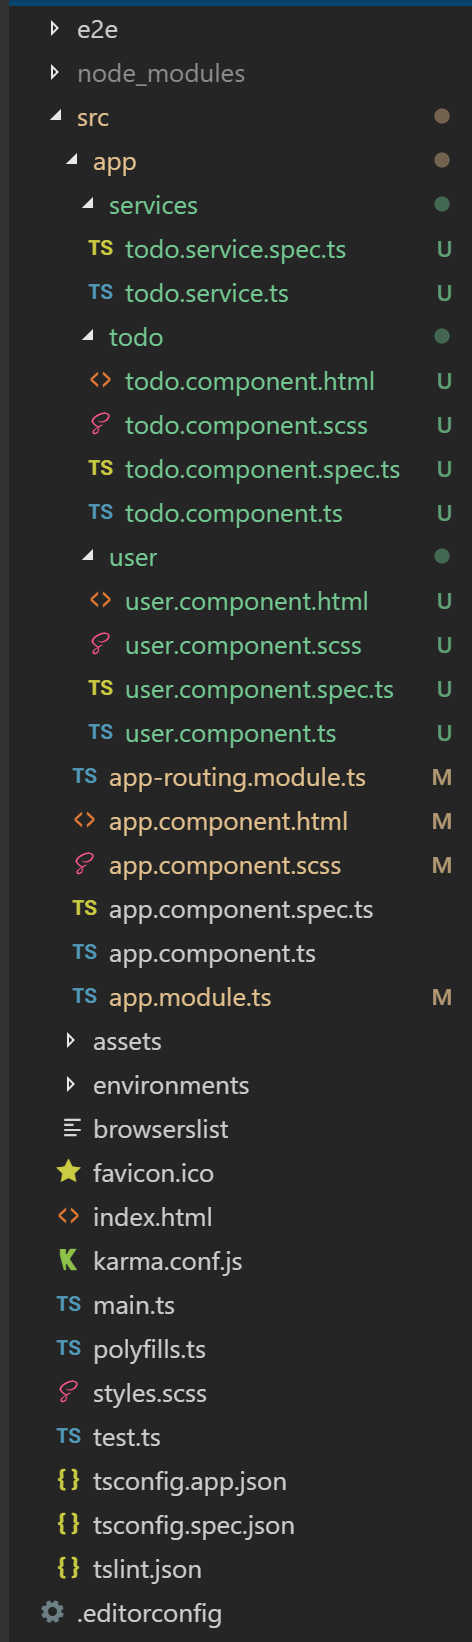 e2e
node_modules
src
app
services
TS todo.service.spec.ts U
TS todo.service.ts U
todo
<> todo.component.html U
todo.component.scss U
TS todo.component.spec.ts U
TS todo.component.ts U
user
<> user.component.html U
user.component.scss U
TS user.component.spec.ts U
TS user.component.ts U
TS app-routing.module.ts M
<> app.component.html M
app.component.scss M
TS app.component.spec.ts
TS app.component.ts
TS app.module.ts M
assets
environments
browserslist
favicon.ico
<> index.html
K karma.conf.js
TS main.ts
TS polyfills.ts
styles.scss
TS test.ts
{} tsconfig.app.json
{} tsconfig.spec.json
{} tslint.json
.editorconfig